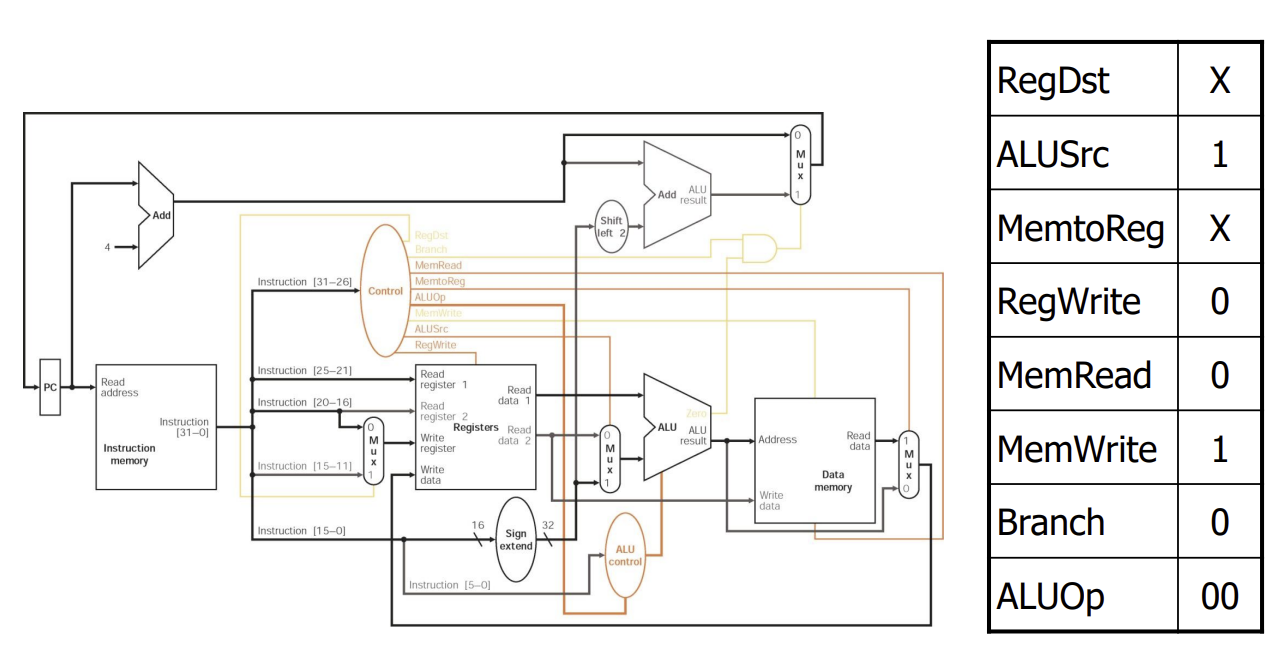 0
M
u
x
1
Add
ALU
result
Add
Shift
left 2
4
RegDst
Branch
MemRead
MemtoReg
ALUOp
MemWrite
ALUSrc
RegWrite
Control
Instruction [31–26]
Instruction [25–21]
Instruction [20–16]
Instruction [15–11]
Instruction [15–0]
Instruction [5–0]
PC
Read
address
Instruction
[31–0]
Instruction
memory
0
M
u
x
1
Read
register 1
Read
register 2
Write
register
Write
data
Registers
Read
data 1
Read
data 2
0
M
u
x
1
Zero
ALU
ALU
result
Address
Read
data
Data
memory
Write
data
1
M
u
x
0
16
Sign
extend
32
ALU
control
RegDst X
ALUSrc 1
MemtoReg X
RegWrite 0
MemRead 0
MemWrite 1
Branch 0
ALUOp 00